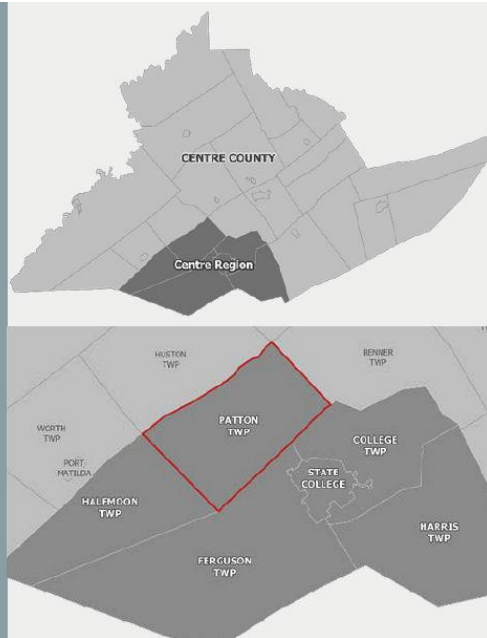 CENTRE COUNTY
Centre Region
HUSTON
TWP
BENNER
TWP
PATTON
TWP
WORTH
TWP
COLLEGE
TWP
PORT
MATILDA
STATE
COLLEGE
HALFMOON
TWP
HARRIS
TWP
FERGUSON
TWP